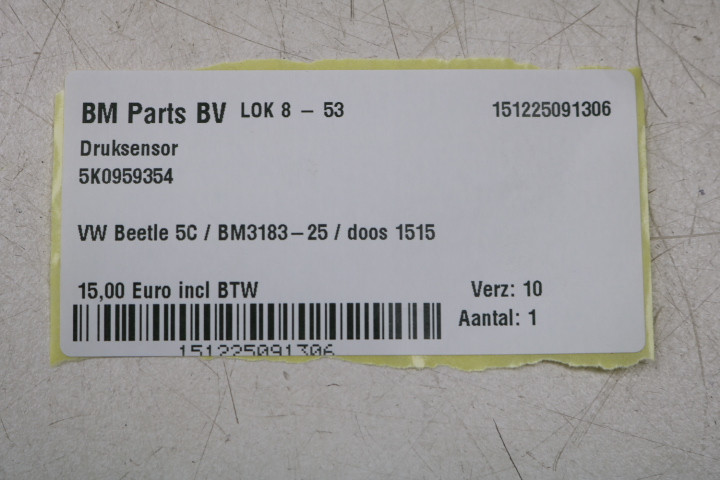 BM Parts BV LOK 8 - 53 151225091306
Druksensor
5K0959354
VW Beetle 5C / BM3183-25 / doos 1515
15,00 Euro incl BTW Verz: 10
Aantal: 1
151225091306